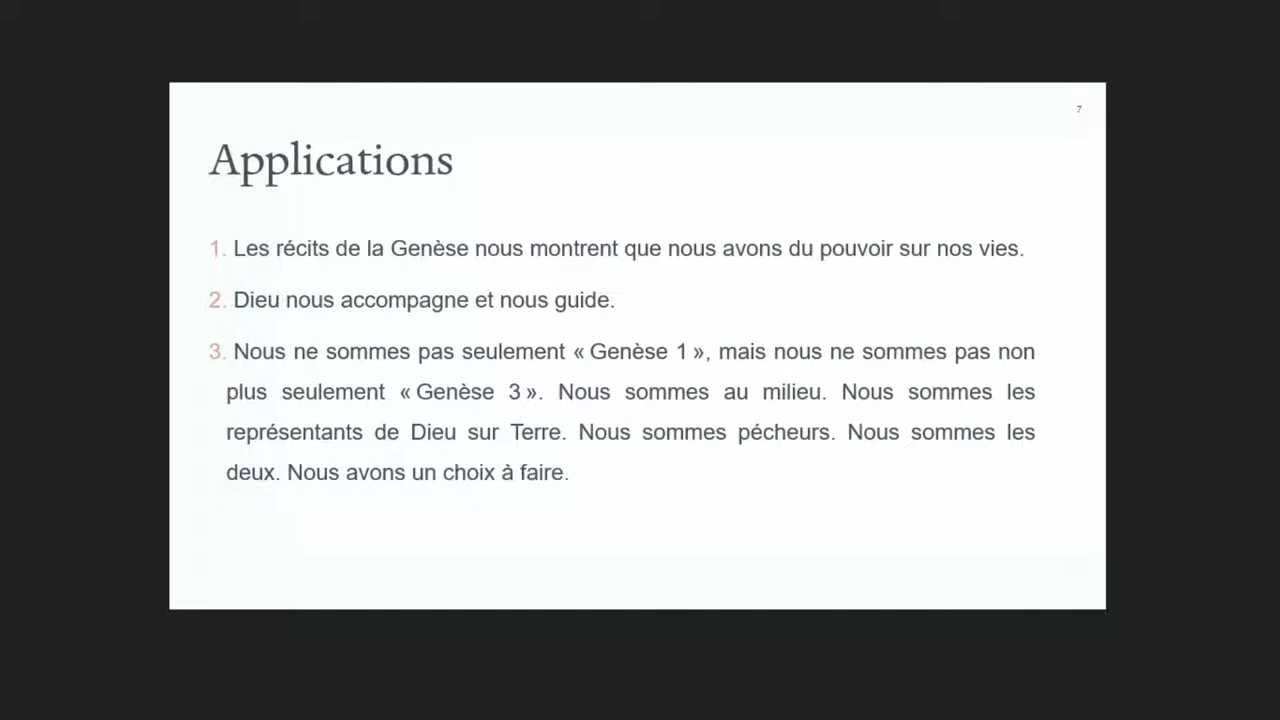 7
Applications
1. Les récits de la Genèse nous montrent que nous avons du pouvoir sur nos vies.
2. Dieu nous accompagne et nous guide.
3. Nous ne sommes pas seulement « Genèse 1 », mais nous ne sommes pas non
plus seulement « Genèse 3 ». Nous sommes au milieu. Nous sommes les
représentants de Dieu sur Terre. Nous sommes pécheurs. Nous sommes les
deux. Nous avons un choix à faire.